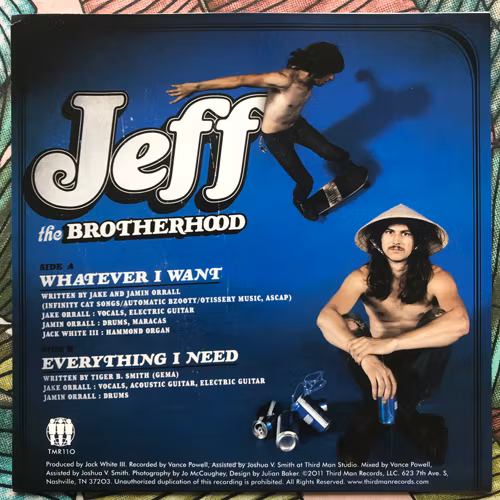 Jeff
the BROTHERHOOD
SIDE A
WHATEVER I WANT
WRITTEN BY JAKE AND JAMIN ORRALL
(INFINITY CAT SONGS/AUTOMATIC BZOOTY/OTISSERY MUSIC, ASCAP)
JAKE ORRALL : VOCALS, ELECTRIC GUITAR
JAMIN ORRALL : DRUMS, MARACAS
JACK WHITE III : HAMMOND ORGAN
SIDE B
EVERYTHING I NEED
WRITTEN BY TIGER B. SMITH (GEMA)
JAKE ORRALL : VOCALS, ACOUSTIC GUITAR, ELECTRIC GUITAR
JAMIN ORRALL : DRUMS
TMR110
Produced by Jack White III. Recorded by Vance Powell, Assisted by Joshua V. Smith at Third Man Studio. Mixed by Vance Powell,
Assisted by Joshua V. Smith. Photography by Jo McCaughey, Design by Julian Baker. ©2011 Third Man Records, LLC. 623 7th Ave. S,
Nashville, TN 37203. Unauthorized duplication of this recording is prohibited. All Rights Reserved. www.thirdmanrecords.com